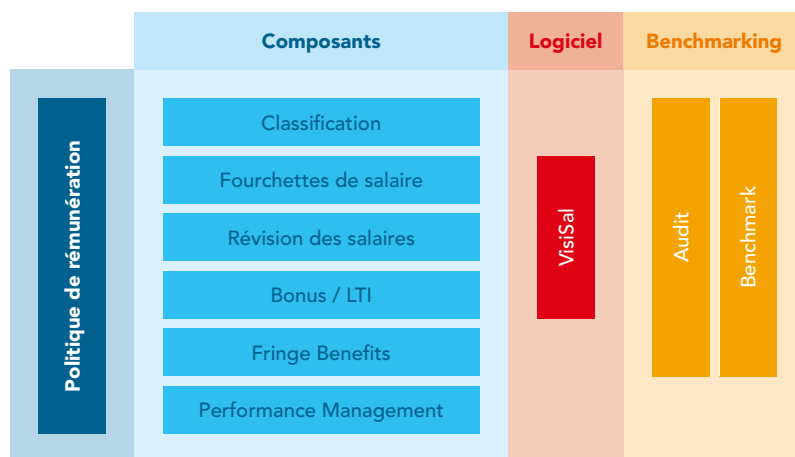 Composants
Logiciel
Benchmarking
Politique de rémunération
Classification
Fourchettes de salaire
Révision des salaires
Bonus / LTI
Fringe Benefits
Performance Management
VisiSal
Audit
Benchmark